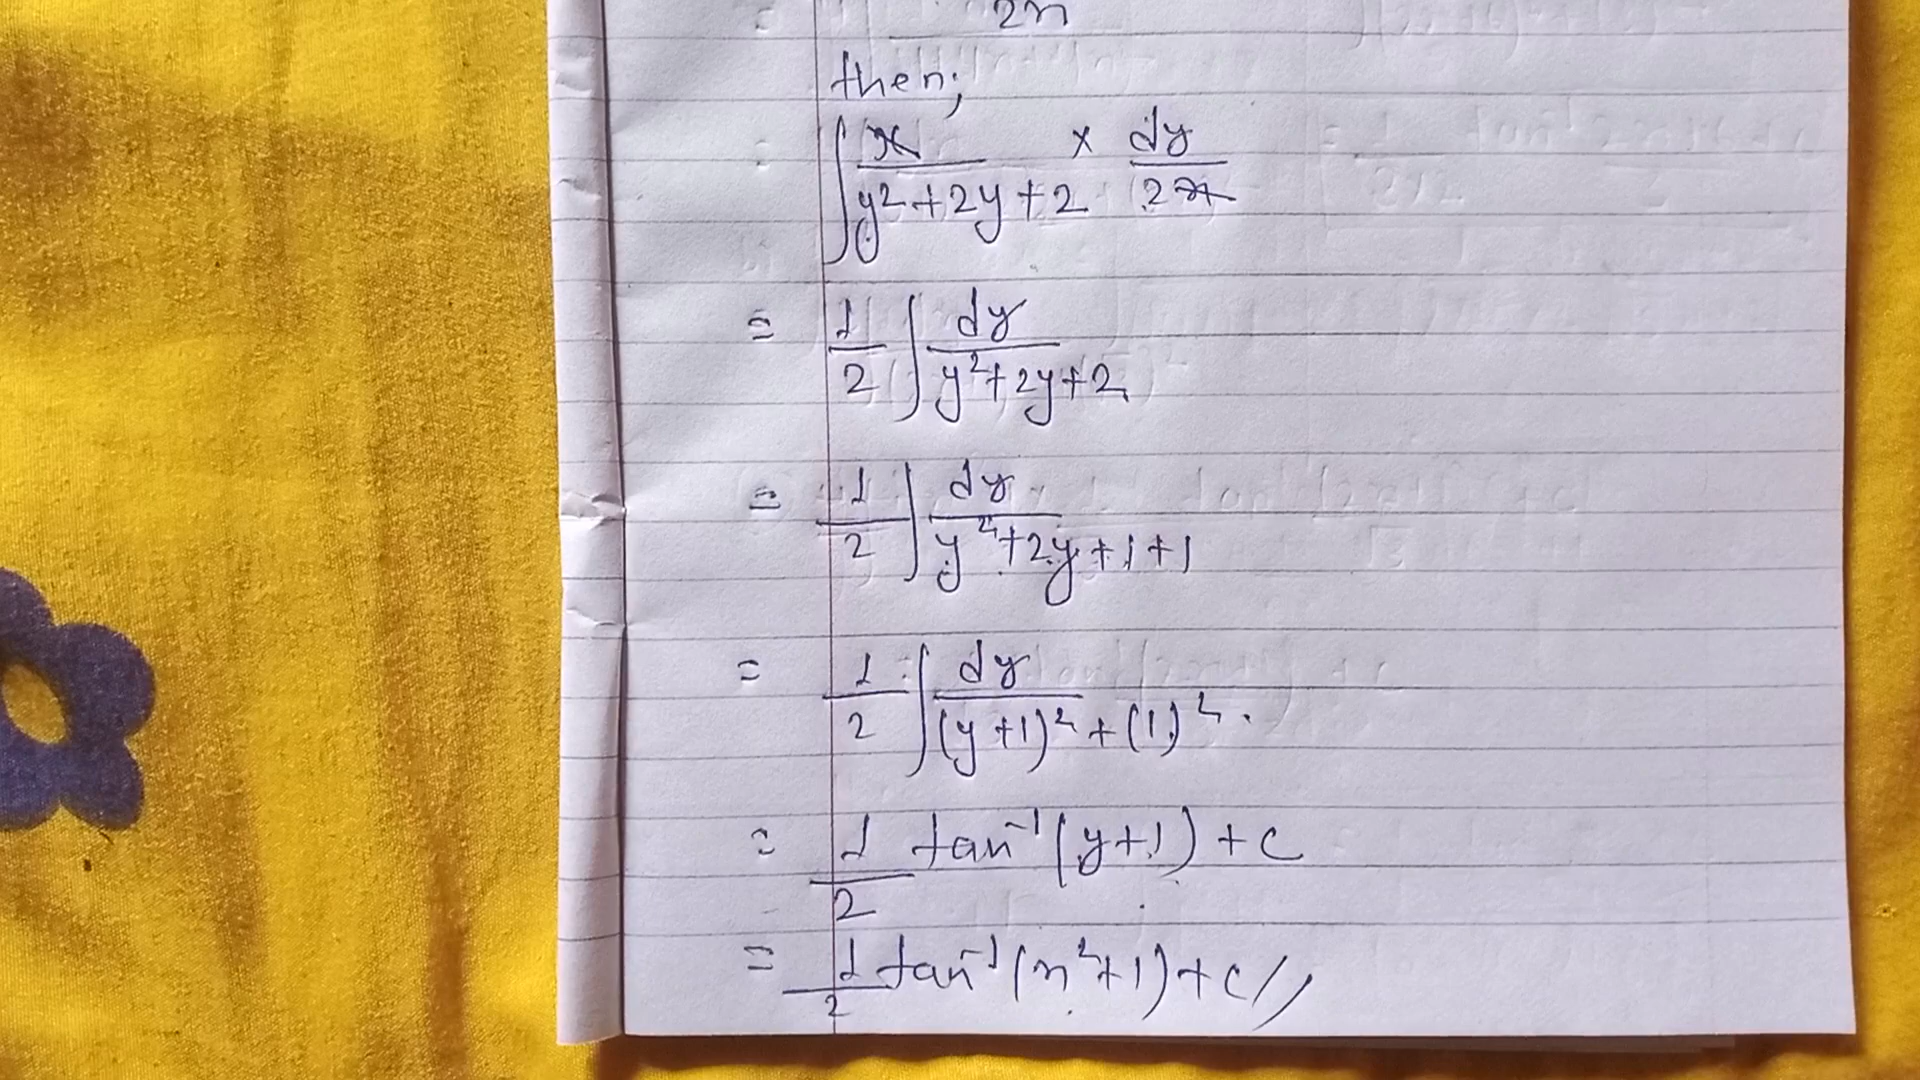 = 2x
then;
∫ x/(y²+2y+2) × dy/2x
= 1/2 ∫ dy/(y²+2y+2)
= 1/2 ∫ dy/(y²+2y+1+1)
= 1/2 ∫ dy/((y+1)²+(1)²).
= 1/2 tan⁻¹(y+1)+c
= 1/2 tan⁻¹(x²+1)+c//